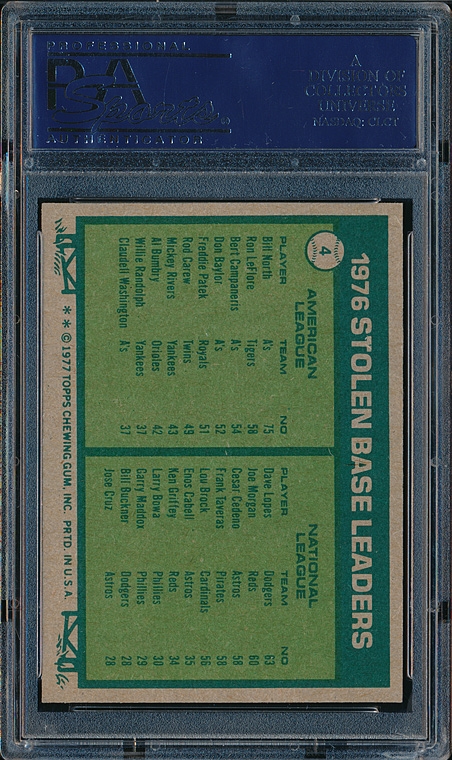 PROFESSIONAL
PSA
Sports
AUTHENTICATOR
A
DIVISION OF
COLLECTORS
UNIVERSE
NASDAQ: CLCT
4
1976 STOLEN BASE LEADERS
AMERICAN
LEAGUE
PLAYER TEAM NO
Bill North A's 75
Ron LeFlore Tigers 58
Bert Campaneris A's 54
Don Baylor A's 52
Freddie Patek Royals 51
Rod Carew Twins 49
Mickey Rivers Yankees 43
Al Bumbry Orioles 42
Willie Randolph Yankees 37
Claudell Washington A's 37
NATIONAL
LEAGUE
PLAYER TEAM NO
Dave Lopes Dodgers 63
Joe Morgan Reds 60
Cesar Cedeno Astros 58
Frank Taveras Pirates 58
Lou Brock Cardinals 56
Enos Cabell Astros 35
Ken Griffey Reds 34
Larry Bowa Phillies 30
Garry Maddox Phillies 29
Bill Buckner Dodgers 28
Jose Cruz Astros 28
* * © 1977 TOPPS CHEWING GUM, INC. PRTD. IN U.S.A.